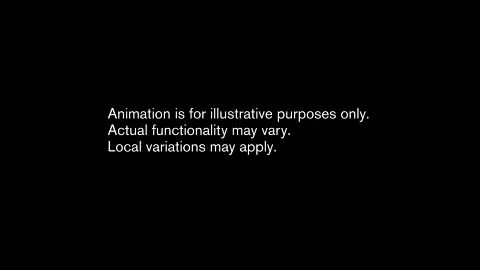 Animation is for illustrative purposes only.
Actual functionality may vary.
Local variations may apply.